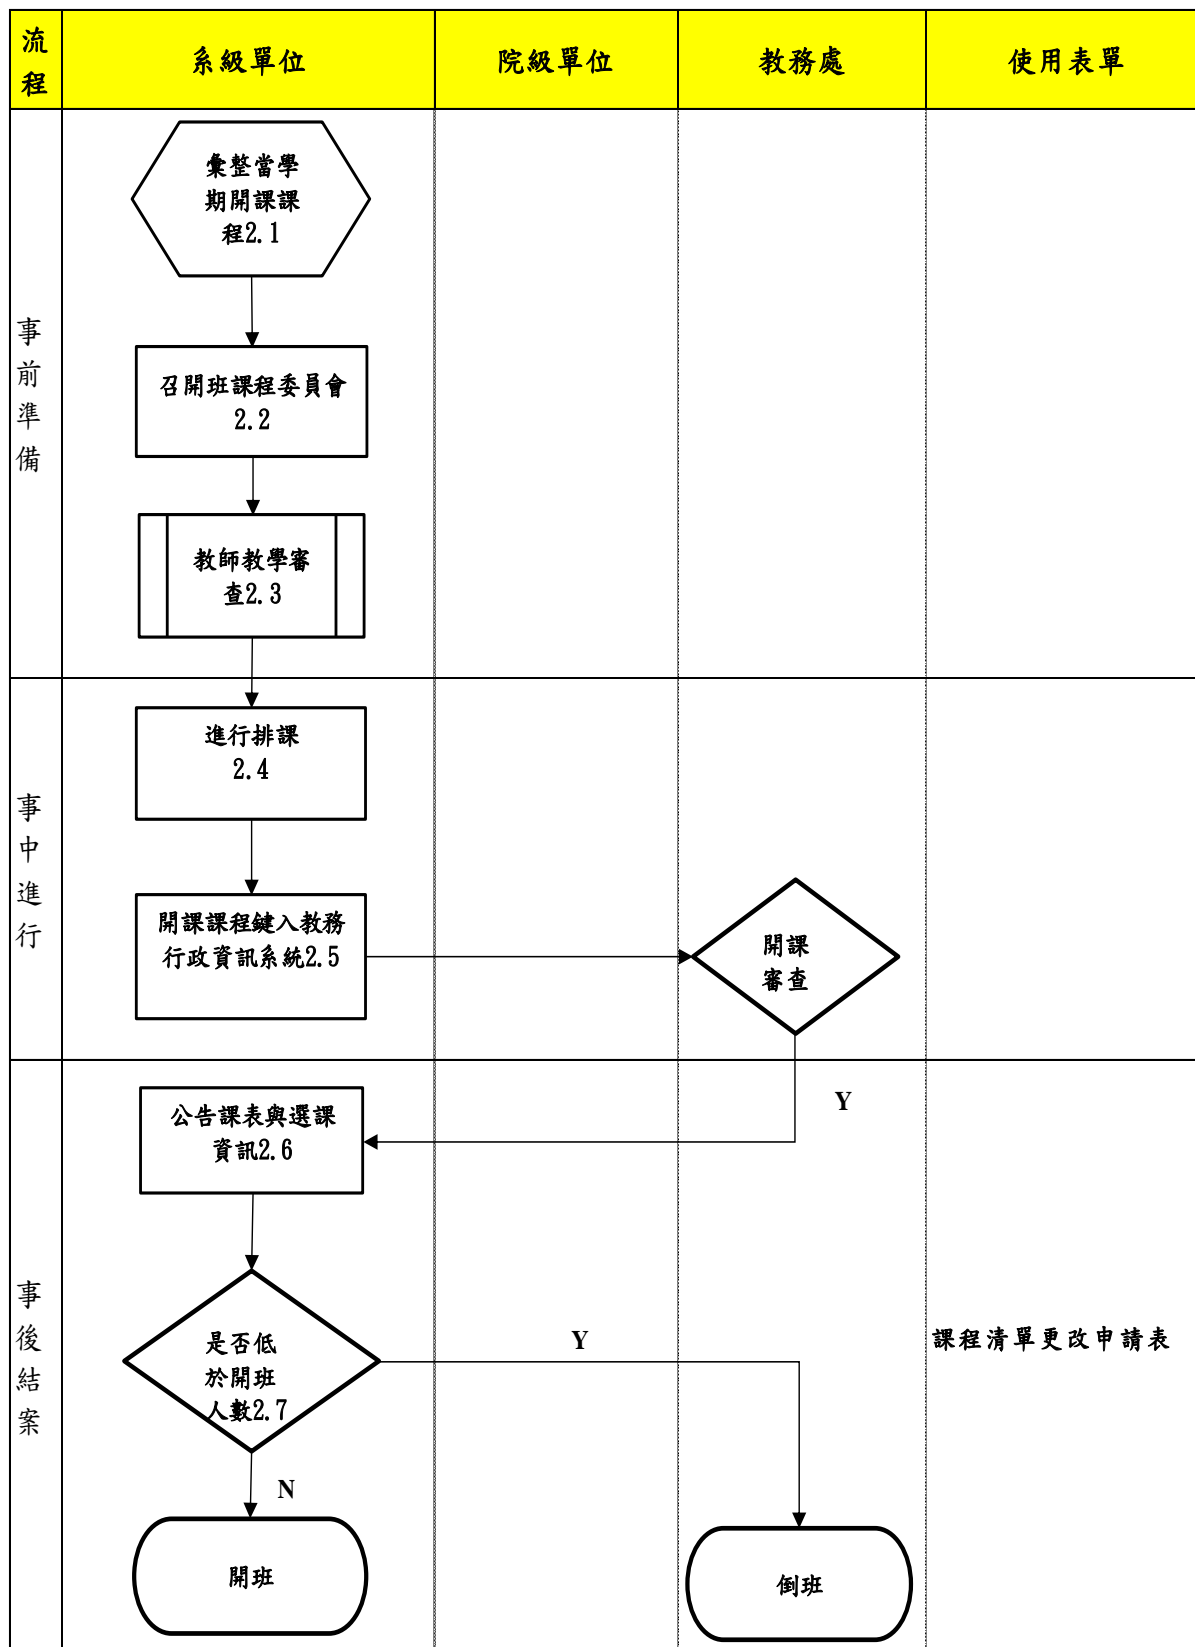 流程
系級單位
院級單位
教務處
使用表單
事前準備
彙整當學
期開課課
程2.1
召開班課程委員會
2.2
教師教學審
查2.3
事中進行
進行排課
2.4
開課課程鍵入教務
行政資訊系統2.5
開課
審查
Y
事後結案
公告課表與選課
資訊2.6
是否低
於開班
人數2.7
Y
課程清單更改申請表
N
開班
倒班